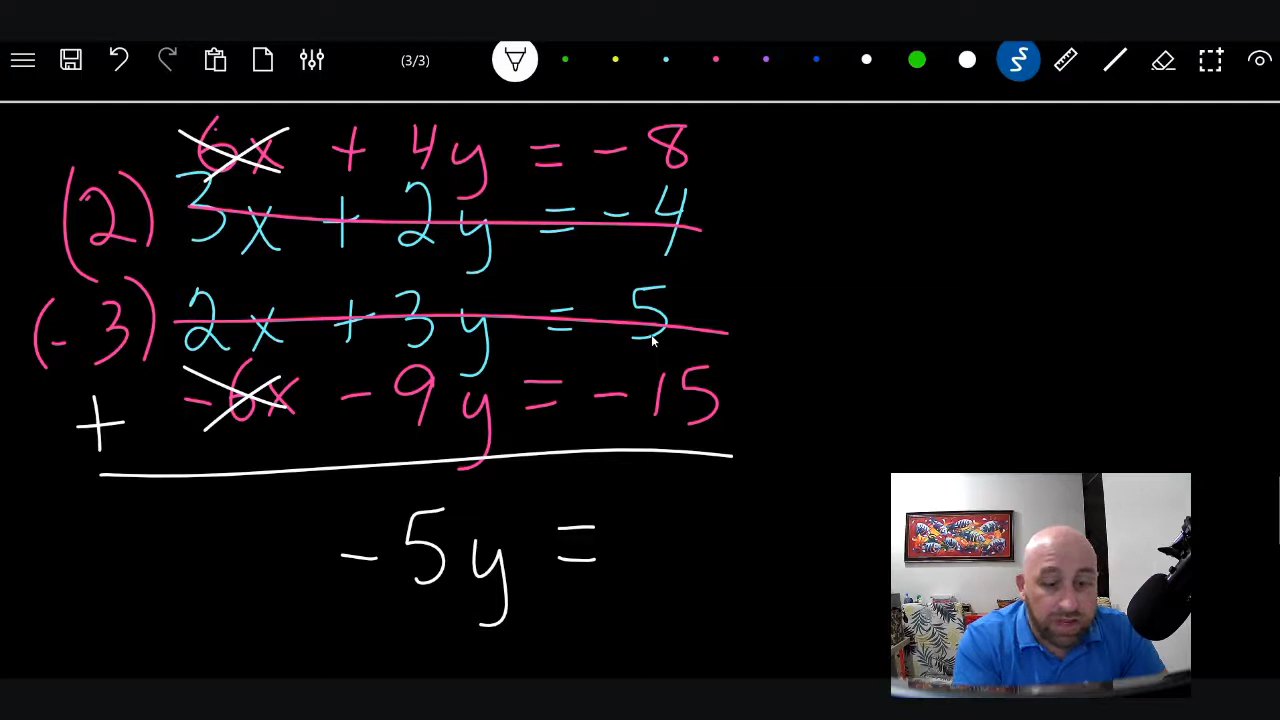 (3/3)
6x + 4y = - 8
(2) 3x + 2y = - 4
(-3) 2x + 3y = 5
+ - 6x - 9y = - 15
- 5y =